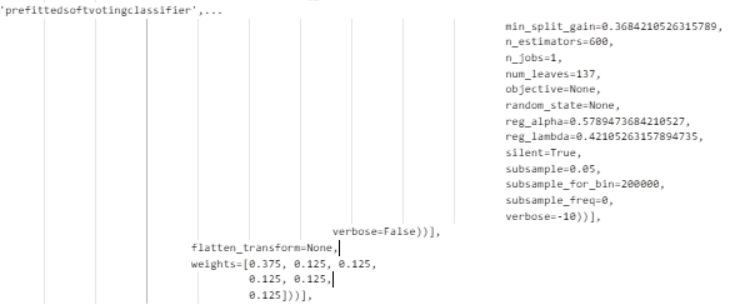 'prefittedsoftvotingclassifier',...
min_split_gain=0.3684210526315789,
n_estimators=600,
n_jobs=1,
num_leaves=137,
objective=None,
random_state=None,
reg_alpha=0.5789473684210527,
reg_lambda=0.42105263157894735,
silent=True,
subsample=0.05,
subsample_for_bin=200000,
subsample_freq=0,
verbose=-10))],
verbose=False))],
flatten_transform=None,
weights=[0.375, 0.125, 0.125,
0.125, 0.125,
0.125]))],